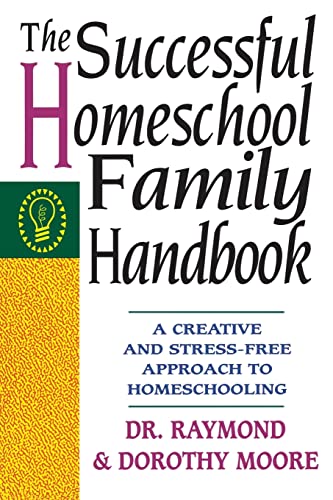 The Successful
Homeschool
Family
Handbook
A CREATIVE
AND STRESS-FREE
APPROACH TO
HOMESCHOOLING
DR. RAYMOND
& DOROTHY MOORE